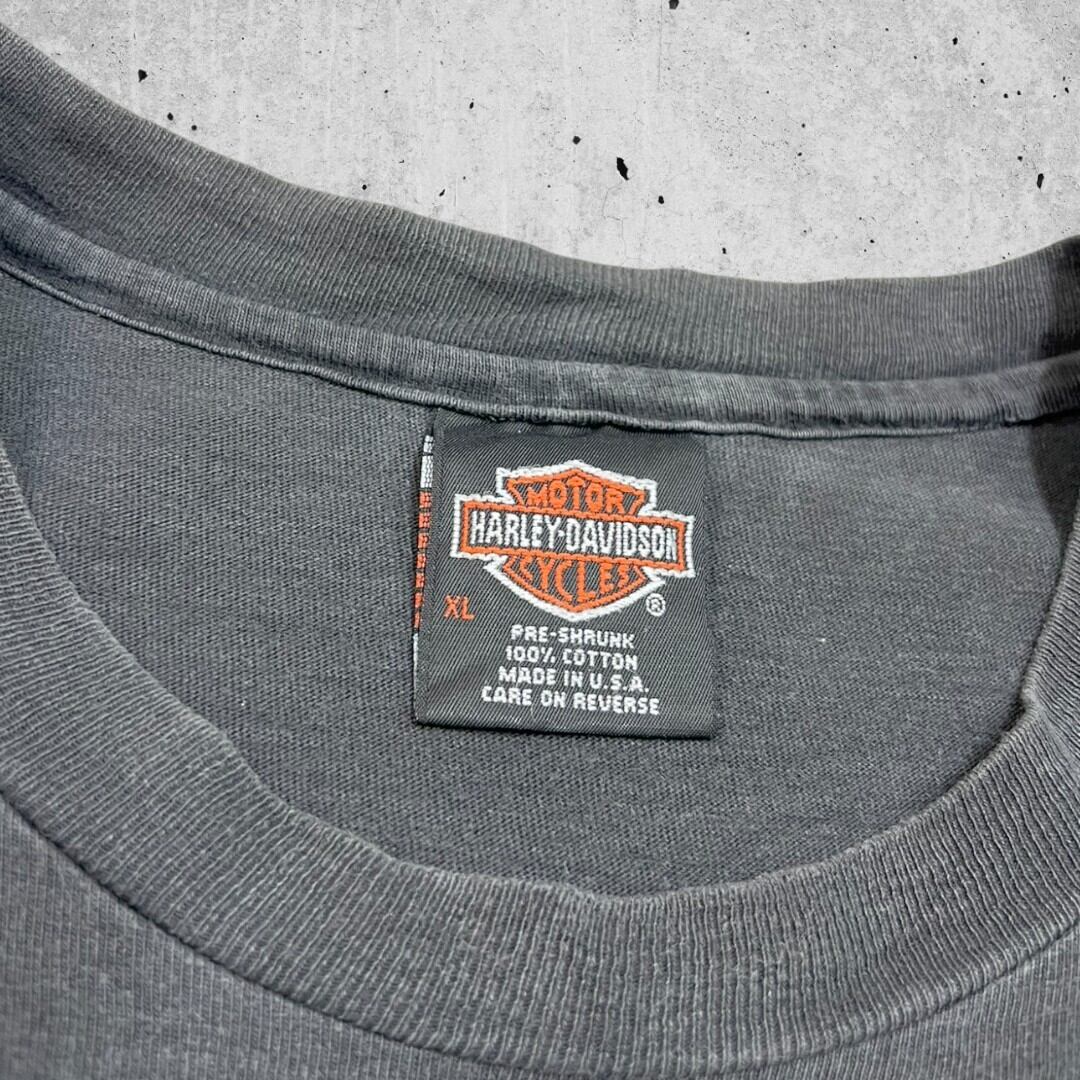 MOTOR
HARLEY-DAVIDSON
CYCLES
®
XL
PRE-SHRUNK
100% COTTON
MADE IN U.S.A.
CARE ON REVERSE